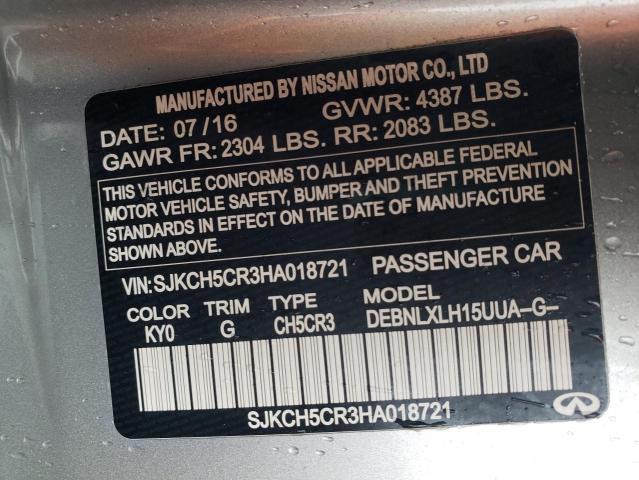 MANUFACTURED BY NISSAN MOTOR CO., LTD
DATE: 07/16 GVWR: 4387 LBS.
GAWR FR: 2304 LBS. RR: 2083 LBS.
THIS VEHICLE CONFORMS TO ALL APPLICABLE FEDERAL
MOTOR VEHICLE SAFETY, BUMPER AND THEFT PREVENTION
STANDARDS IN EFFECT ON THE DATE OF MANUFACTURE
SHOWN ABOVE.
VIN:SJKCH5CR3HA018721 PASSENGER CAR
COLOR TRIM TYPE
KY0 G CH5CR3 DEBNLXLH15UUA-G-
SJKCH5CR3HA018721